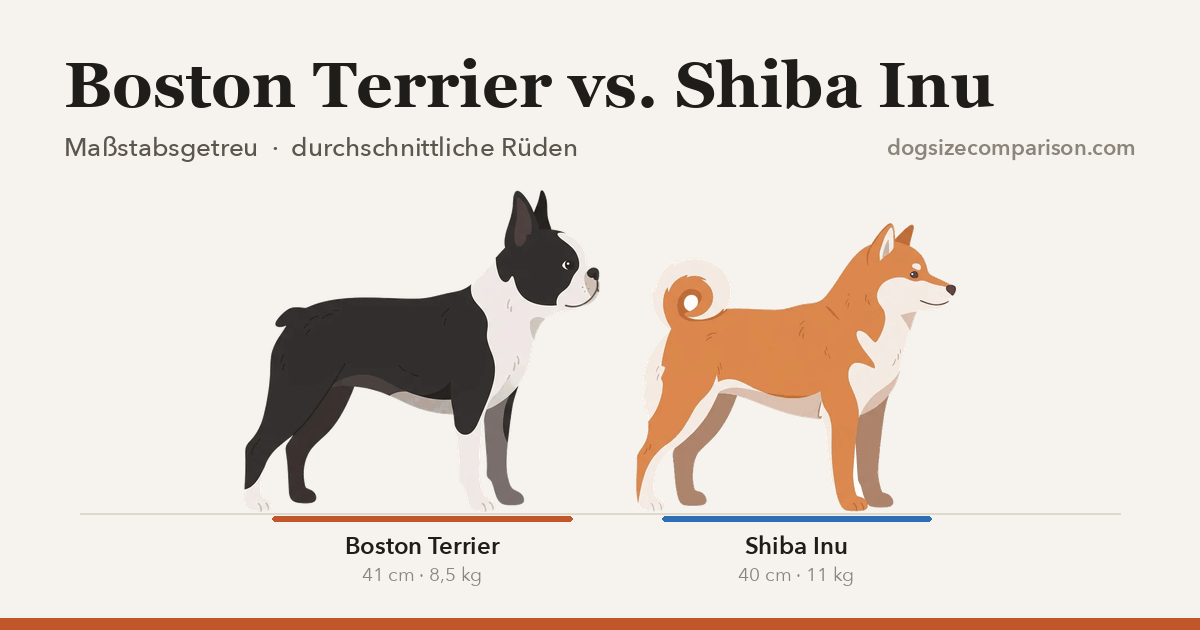 Boston Terrier vs. Shiba Inu
Maßstabsgetreu · durchschnittliche Rüden
dogsizecomparison.com
Boston Terrier
41 cm · 8,5 kg
Shiba Inu
40 cm · 11 kg